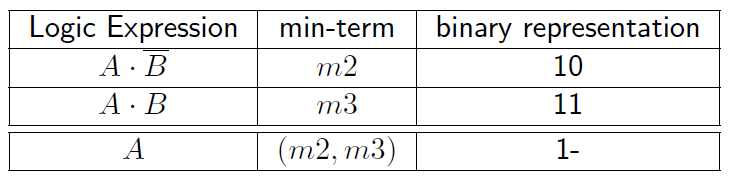 Logic Expression min-term binary representation
A · B̅ m2 10
A · B m3 11
A (m2, m3) 1-